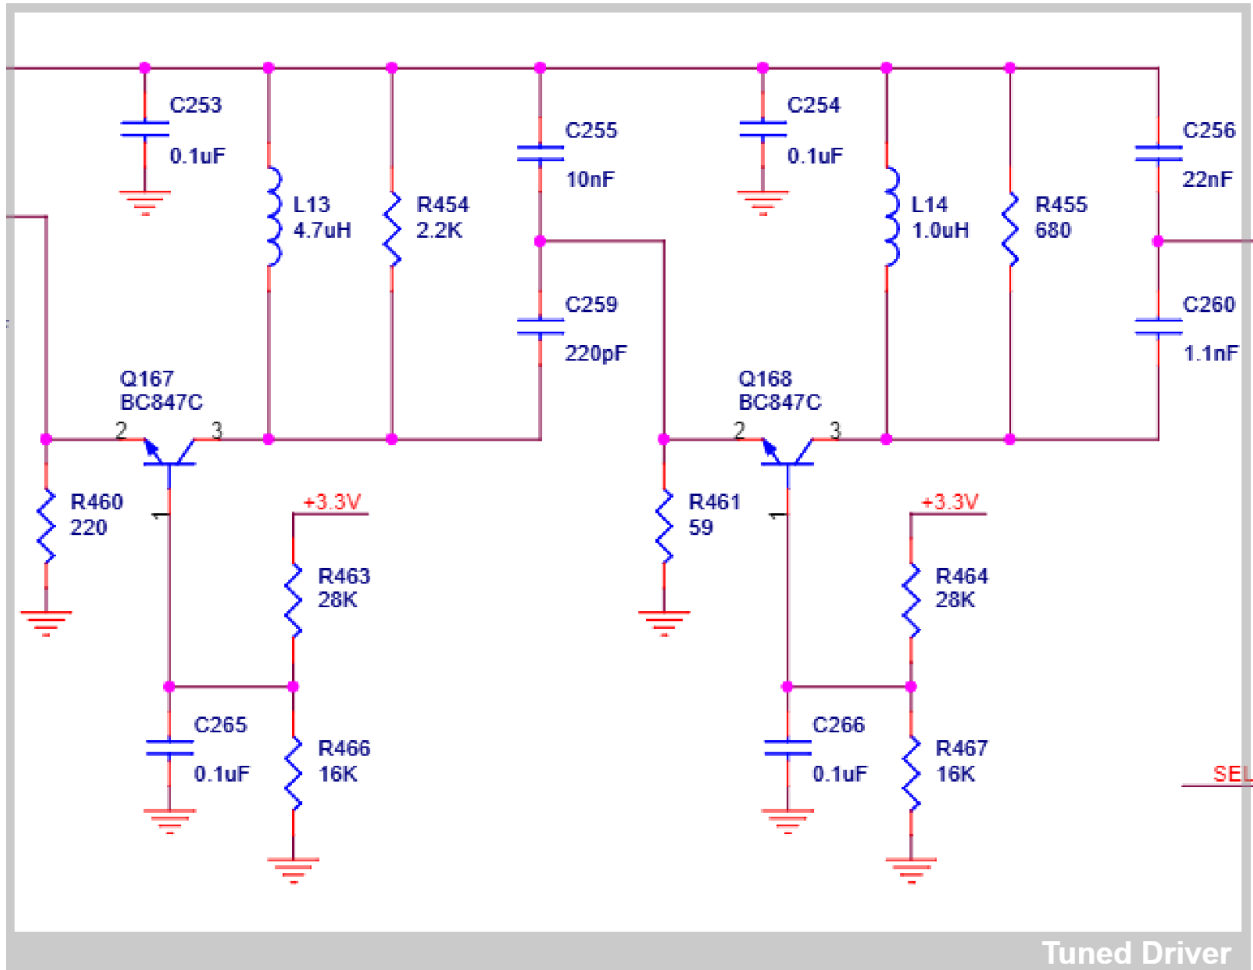 C253
0.1uF
C254
0.1uF
C255
10nF
C256
22nF
L13
4.7uH
R454
2.2K
L14
1.0uH
R455
680
C259
220pF
C260
1.1nF
Q167
BC847C
2
3
1
Q168
BC847C
2
3
1
R460
220
+3.3V
R461
59
+3.3V
R463
28K
R464
28K
C265
0.1uF
R466
16K
C266
0.1uF
R467
16K
SEL
Tuned Driver